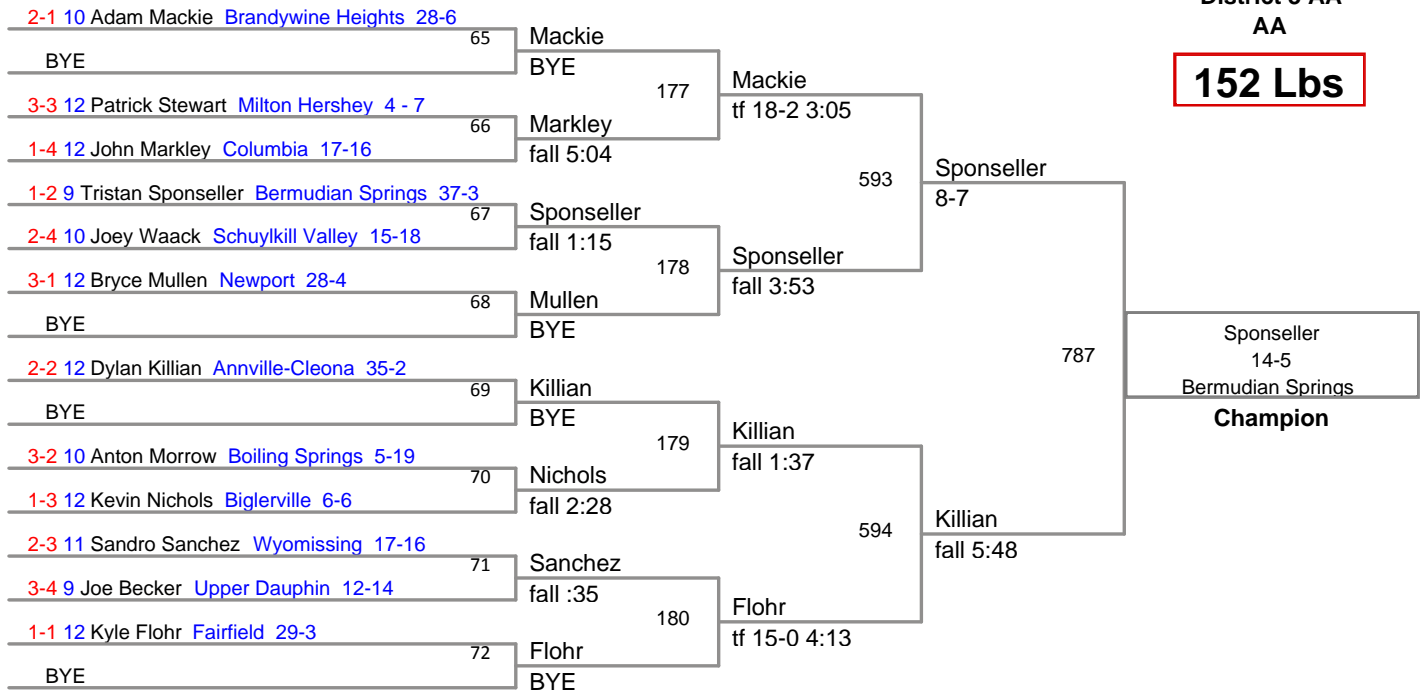 District 3 AA
AA
152 Lbs
2-1 10 Adam Mackie Brandywine Heights 28-6
65
BYE
Mackie
BYE
177
3-3 12 Patrick Stewart Milton Hershey 4 - 7
66
1-4 12 John Markley Columbia 17-16
Markley
fall 5:04
Mackie
tf 18-2 3:05
593
1-2 9 Tristan Sponseller Bermudian Springs 37-3
67
2-4 10 Joey Waack Schuylkill Valley 15-18
Sponseller
fall 1:15
178
3-1 12 Bryce Mullen Newport 28-4
68
BYE
Mullen
BYE
Sponseller
fall 3:53
Sponseller
8-7
787
2-2 12 Dylan Killian Annville-Cleona 35-2
69
BYE
Killian
BYE
179
3-2 10 Anton Morrow Boiling Springs 5-19
70
1-3 12 Kevin Nichols Biglerville 6-6
Nichols
fall 2:28
Killian
fall 1:37
594
2-3 11 Sandro Sanchez Wyomissing 17-16
71
3-4 9 Joe Becker Upper Dauphin 12-14
Sanchez
fall :35
180
1-1 12 Kyle Flohr Fairfield 29-3
72
BYE
Flohr
BYE
Flohr
tf 15-0 4:13
Killian
fall 5:48
Sponseller
14-5
Bermudian Springs
Champion